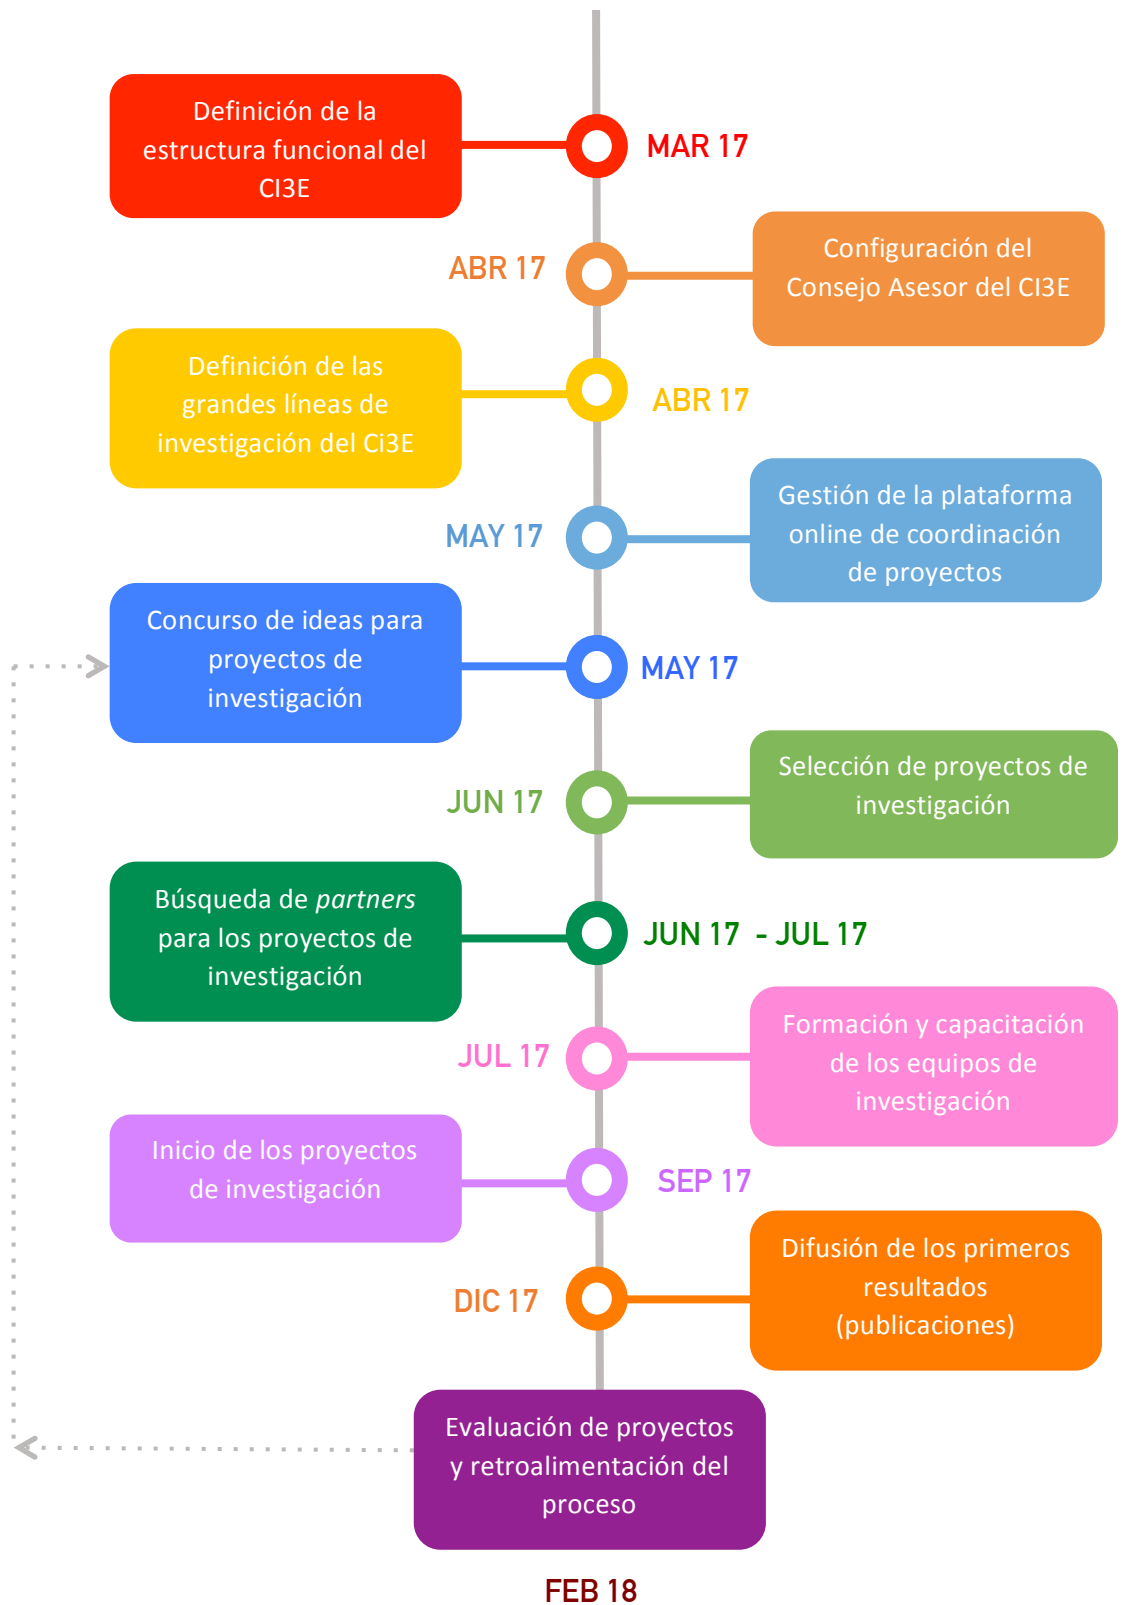 Definición de la
estructura funcional del
CI3E
MAR 17
ABR 17
Configuración del
Consejo Asesor del CI3E
Definición de las
grandes líneas de
investigación del Ci3E
ABR 17
MAY 17
Gestión de la plataforma
online de coordinación
de proyectos
Concurso de ideas para
proyectos de
investigación
MAY 17
JUN 17
Selección de proyectos de
investigación
Búsqueda de partners
para los proyectos de
investigación
JUN 17 - JUL 17
JUL 17
Formación y capacitación
de los equipos de
investigación
Inicio de los proyectos
de investigación
SEP 17
DIC 17
Difusión de los primeros
resultados
(publicaciones)
Evaluación de proyectos
y retroalimentación del
proceso
FEB 18